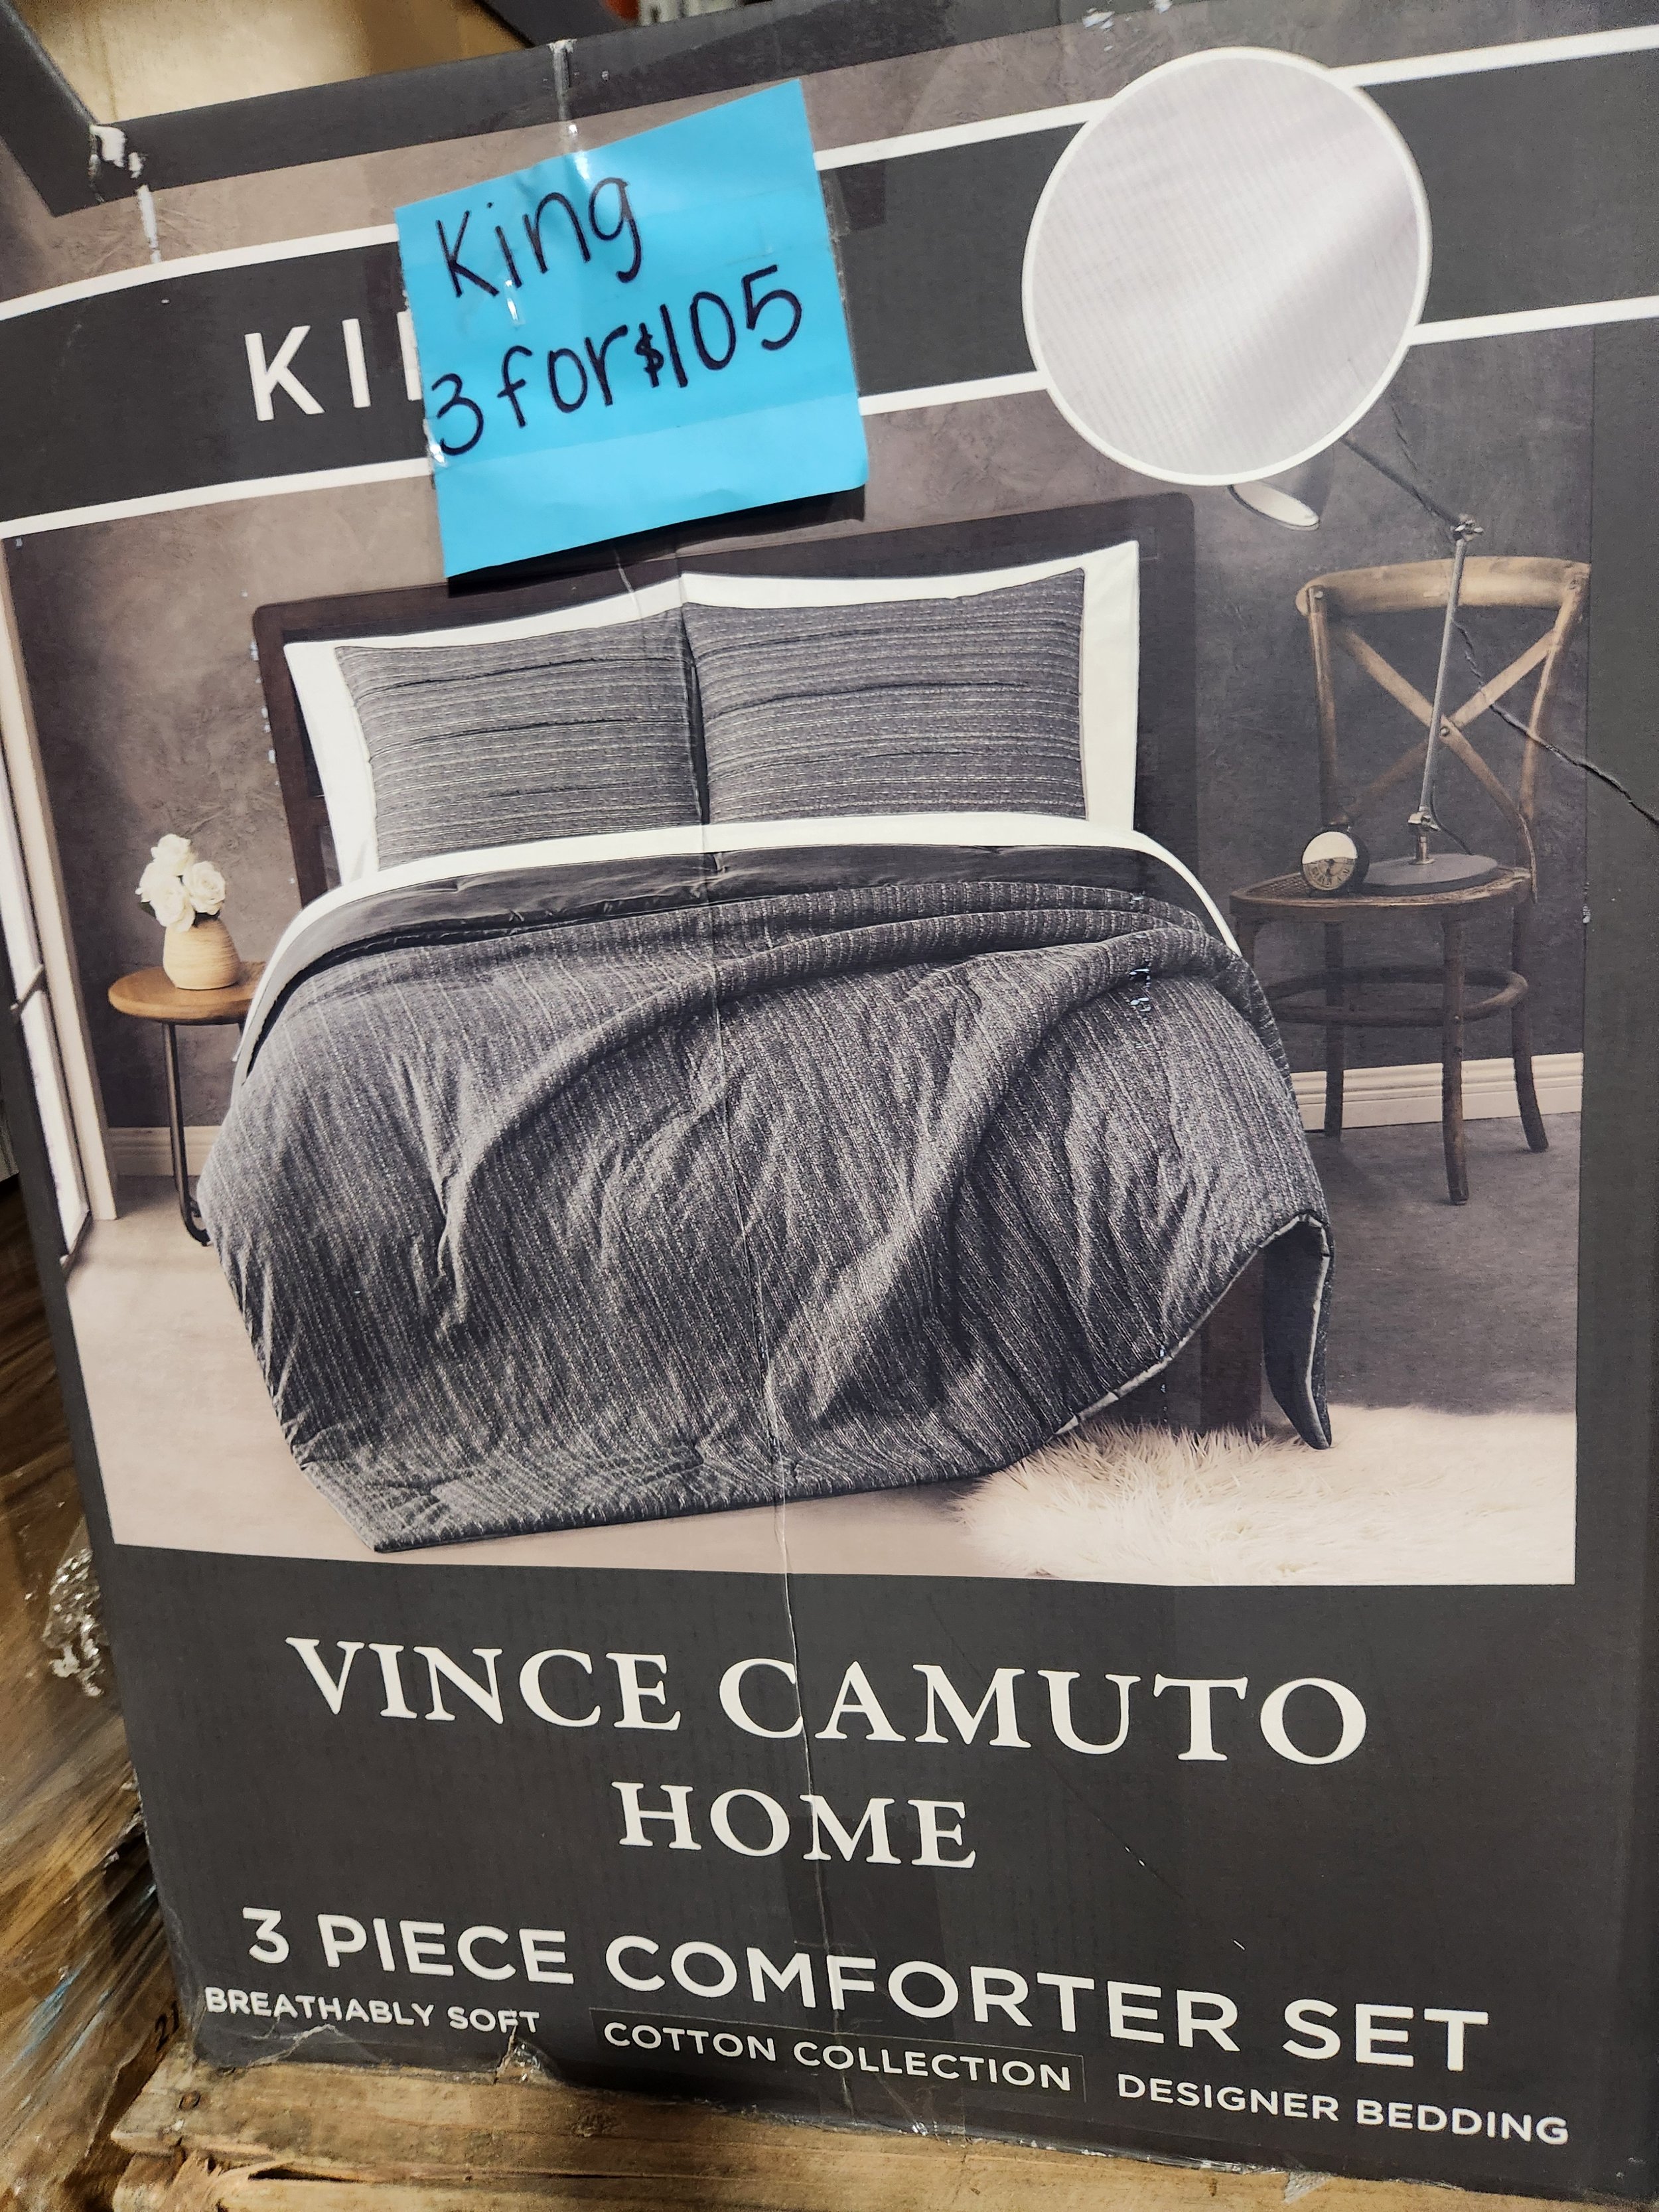 King
3 for $105
KI
VINCE CAMUTO
HOME
3 PIECE COMFORTER SET
BREATHABLY SOFT COTTON COLLECTION DESIGNER BEDDING